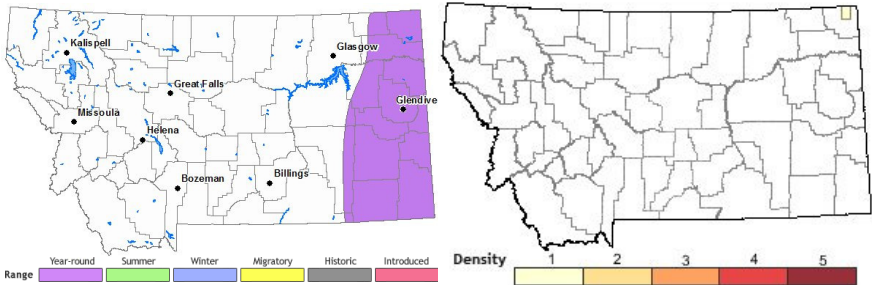 Kalispell
Glasgow
Great Falls
Glendive
Missoula
Helena
Bozeman
Billings
Range Year-round Summer Winter Migratory Historic Introduced
Density 1 2 3 4 5